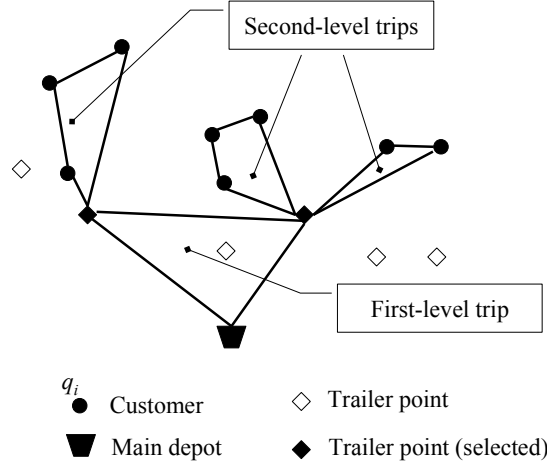 Second-level trips
First-level trip
q_i
Customer
Trailer point
Main depot
Trailer point (selected)